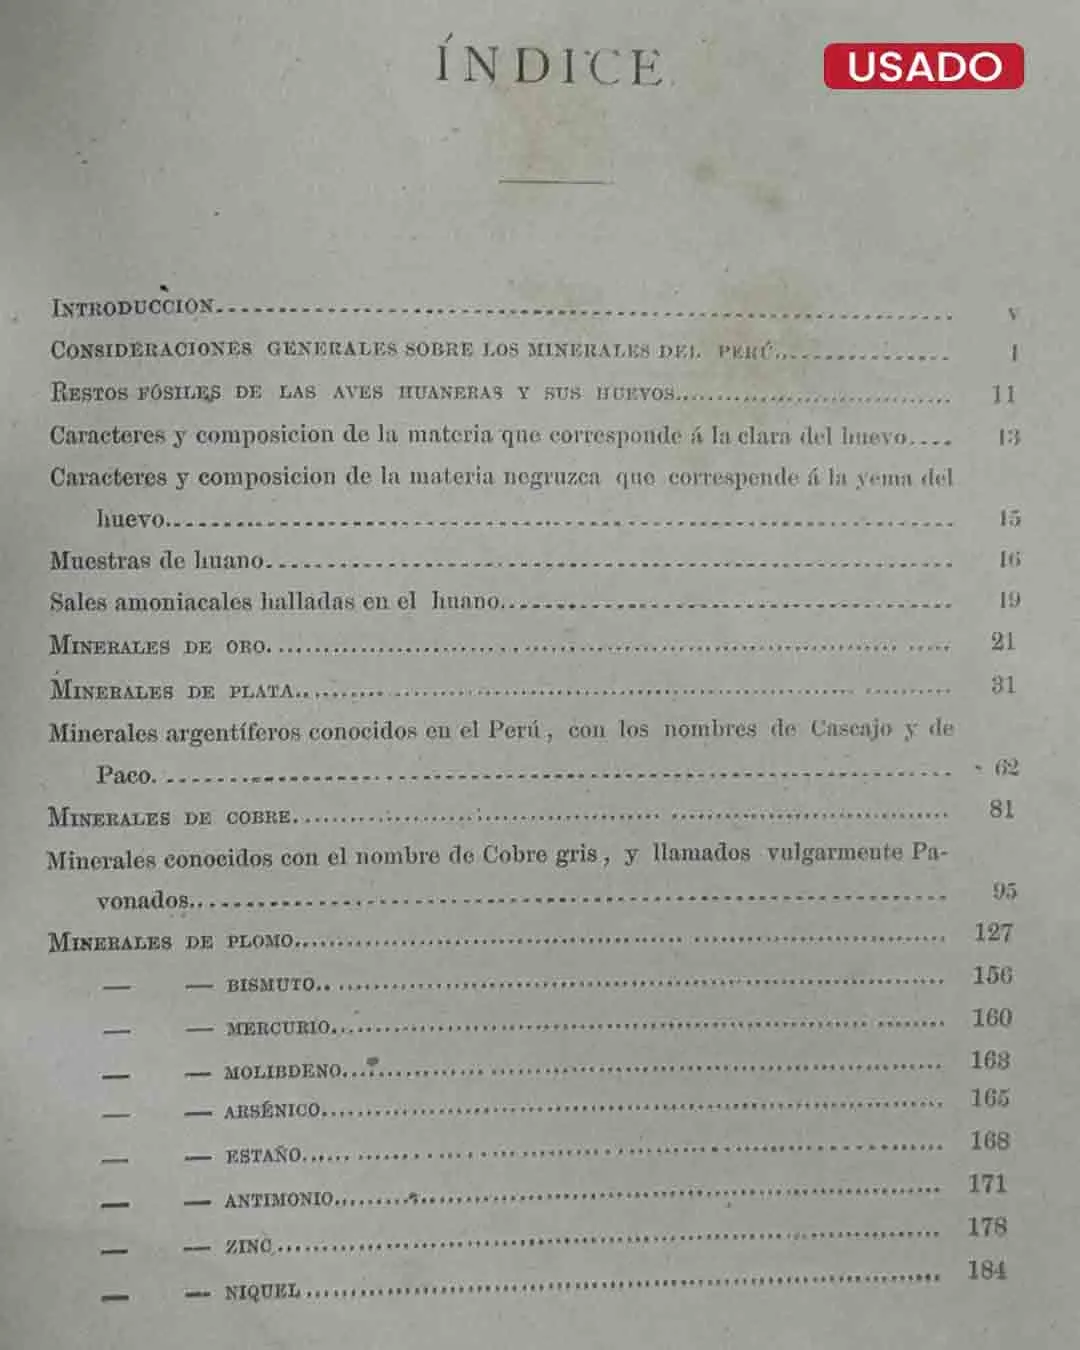 ÍNDICE
USADO
INTRODUCCION. v
CONSIDERACIONES GENERALES SOBRE LOS MINERALES DEL PERÚ. 1
RESTOS FÓSILES DE LAS AVES HUANERAS Y SUS HUEVOS. 11
Caracteres y composicion de la materia que corresponde á la clara del huevo. 13
Caracteres y composicion de la materia negruzca que corresponde á la yema del
huevo. 15
Muestras de huano. 16
Sales amoniacales halladas en el huano. 19
MINERALES DE ORO. 21
MINERALES DE PLATA. 31
Minerales argentíferos conocidos en el Perú, con los nombres de Cascajo y de
Paco. 62
MINERALES DE COBRE. 81
Minerales conocidos con el nombre de Cobre gris, y llamados vulgarmente Pa-
vonados. 95
MINERALES DE PLOMO. 127
— — BISMUTO. 156
— — MERCURIO. 160
— — MOLIBDENO. 163
— — ARSÉNICO. 165
— — ESTAÑO. 168
— — ANTIMONIO. 171
— — ZINC. 178
— — NIQUEL. 184